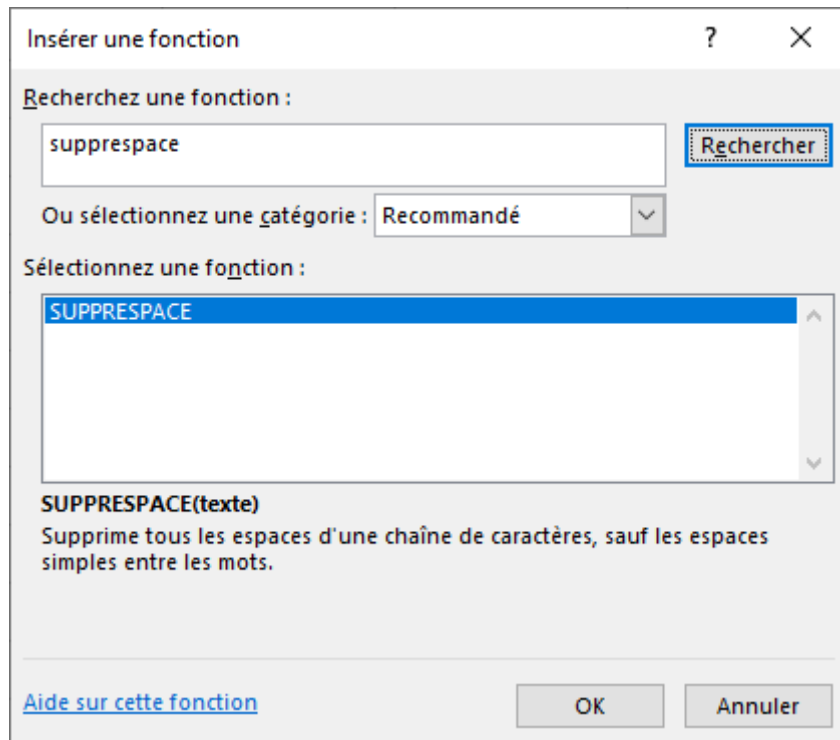 Insérer une fonction
?
Recherchez une fonction :
supprespace
Rechercher
Ou sélectionnez une catégorie : Recommandé
Sélectionnez une fonction :
SUPPRESPACE
SUPPRESPACE(texte)
Supprime tous les espaces d'une chaîne de caractères, sauf les espaces
simples entre les mots.
Aide sur cette fonction
OK
Annuler